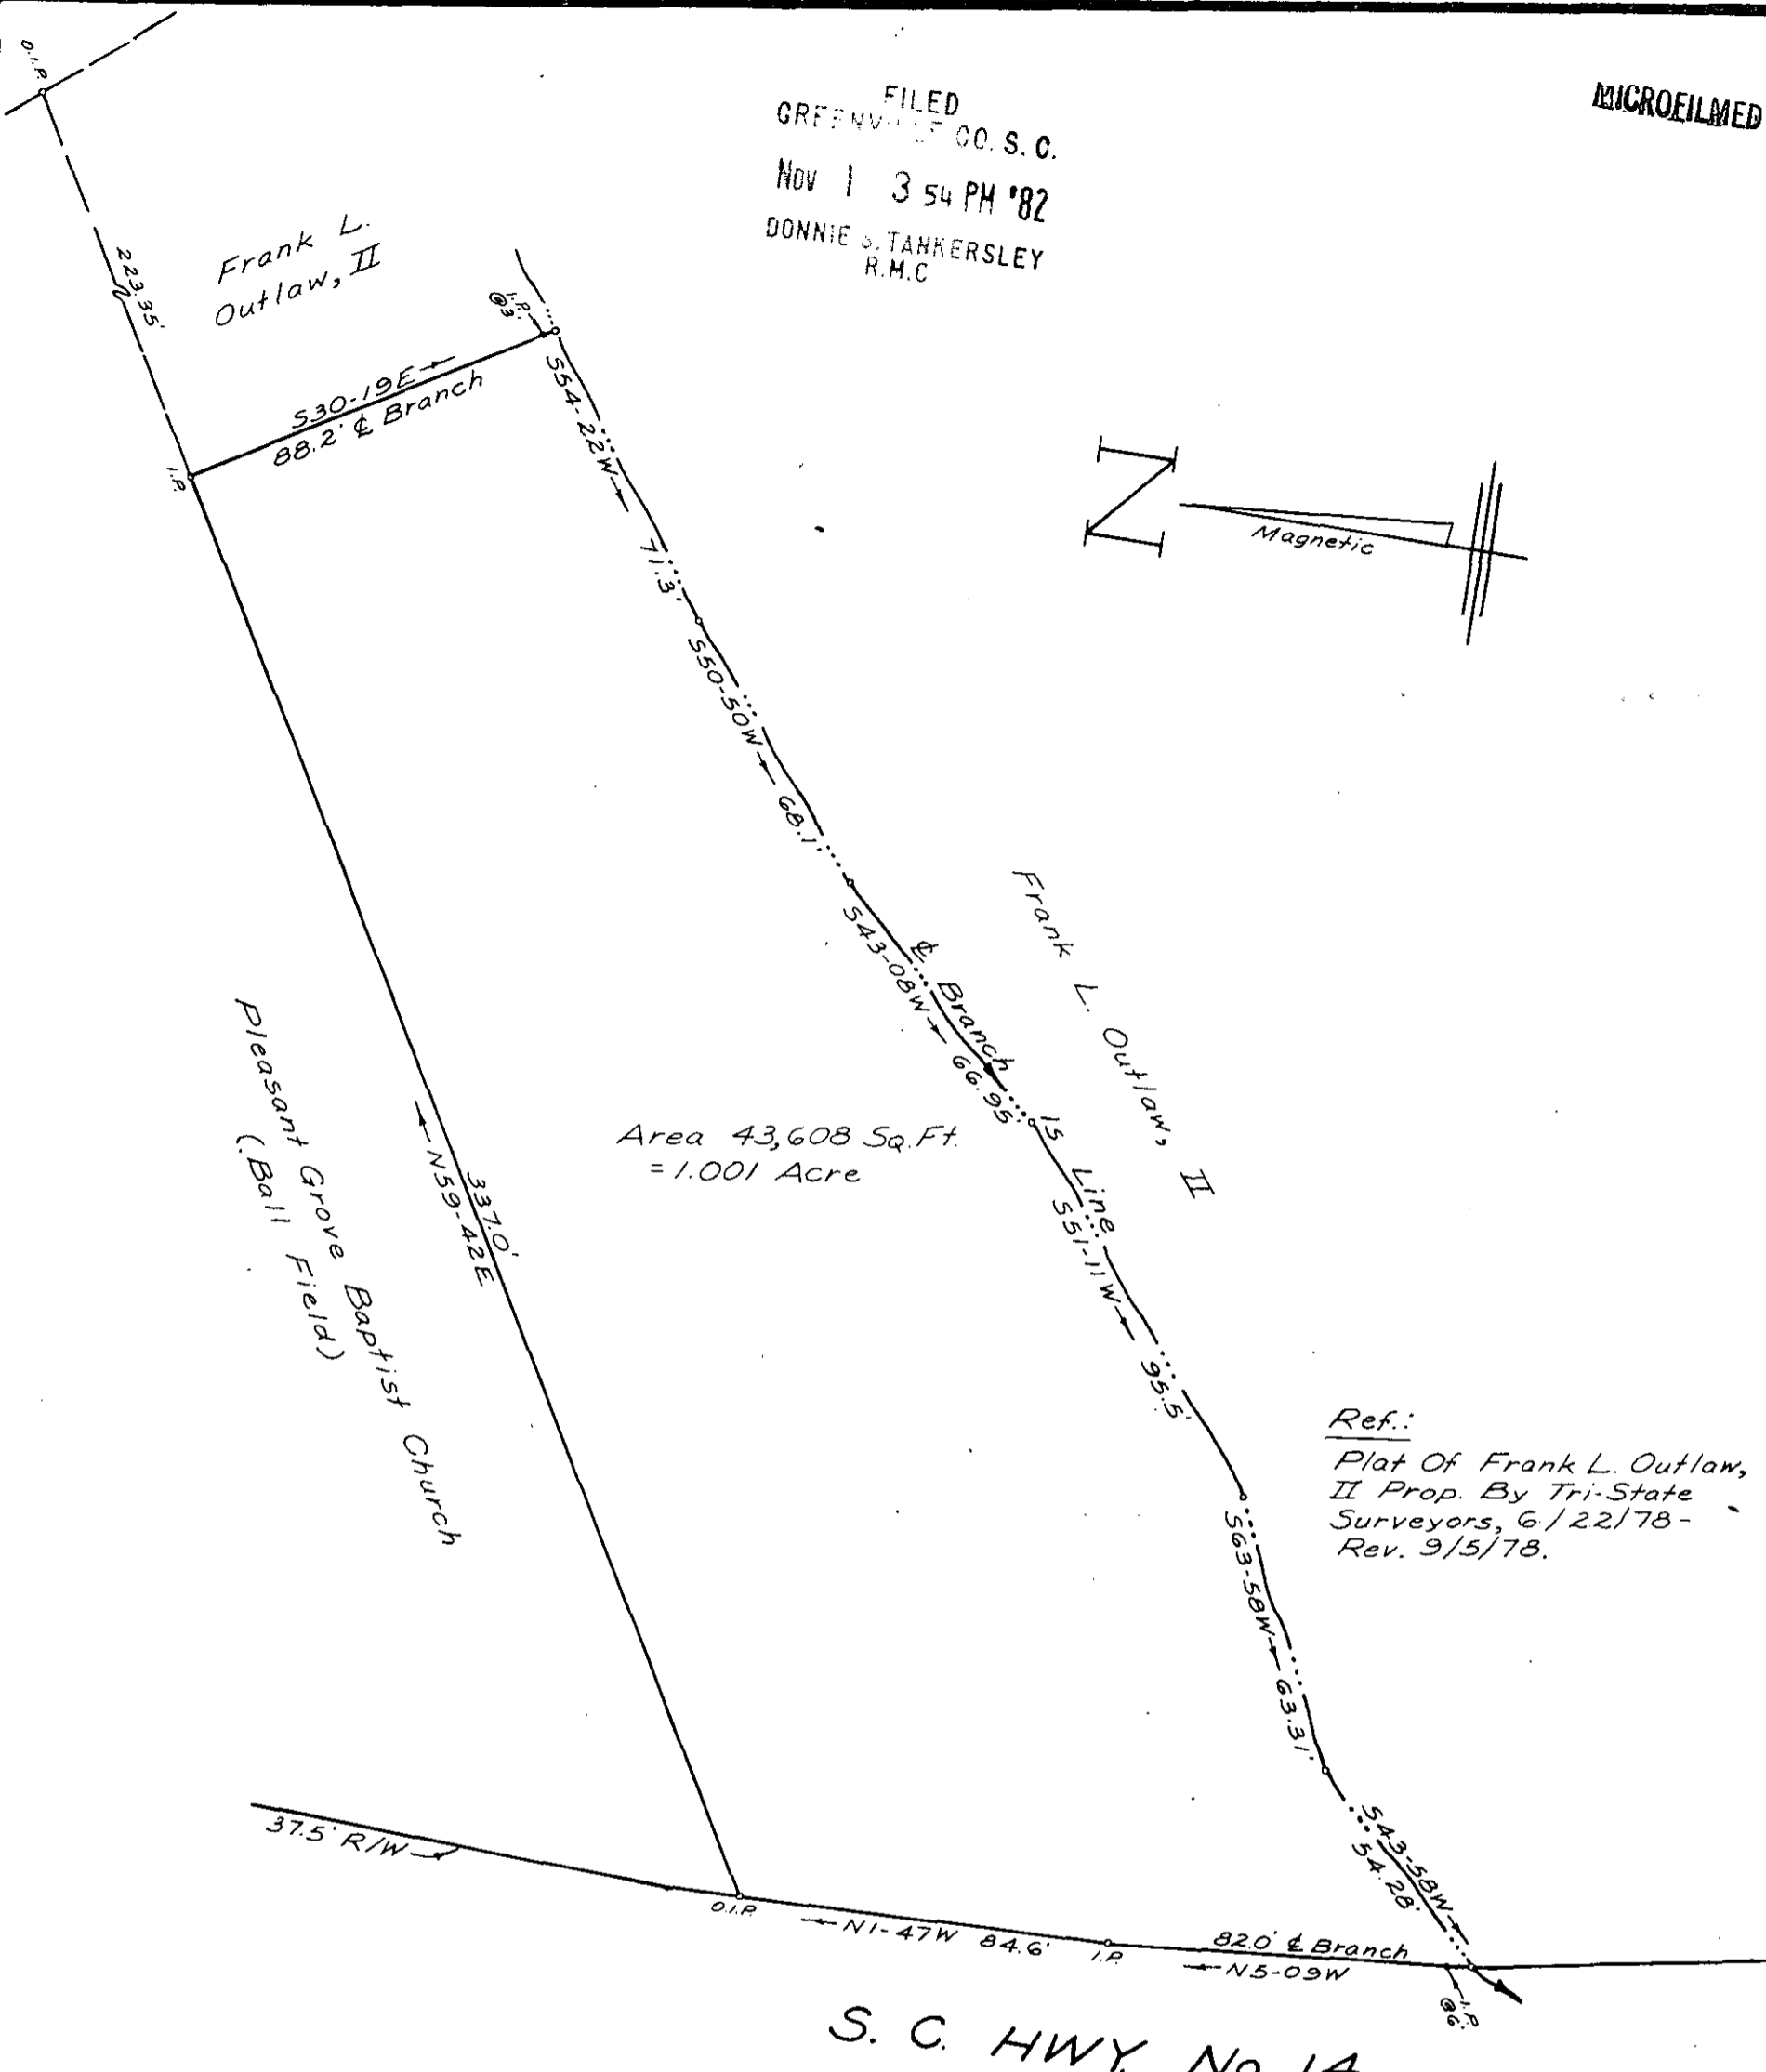 MICROFILMED
FILED
GREENVILLE CO. S. C.
Nov 1 3 54 PM '82
DONNIE S. TANKERSLEY
R.M.C
O.I.P.
223.35'
Frank L.
Outlaw, II
I.P.
@3'
S30-19E
88.2' ℄ Branch
I.P.
S54-22W
71.3'
N
Magnetic
S50-50W
68.1'
S43-08W
66.95'
℄ Branch IS Line
Frank L. Outlaw, II
Area 43,608 Sq.Ft.
=1.001 Acre
337.0'
N59-42E
Pleasant Grove Baptist Church
(Ball Field)
S51-11W
95.5'
Ref.:
Plat Of Frank L. Outlaw,
II Prop. By Tri-State
Surveyors, 6/22/78-
Rev. 9/5/78.
S63-58W
63.31'
S43-58W
54.28'
37.5' R/W
O.I.P.
N1-47W 84.6'
I.P.
82.0' ℄ Branch
N5-09W
I.P.
@6'
S. C. HWY. No. 14